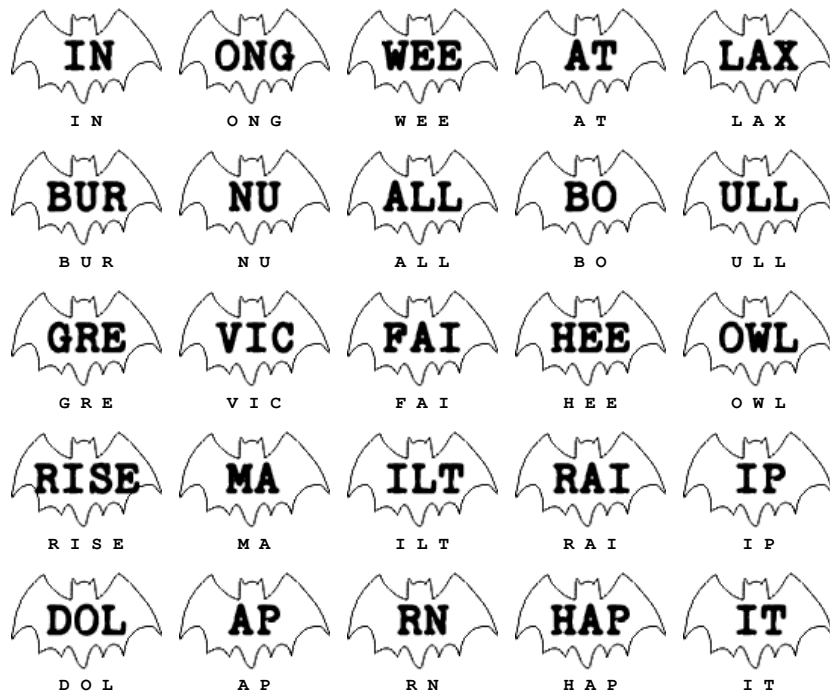 IN ONG WEE AT LAX
I N O N G W E E A T L A X
BUR NU ALL BO ULL
B U R N U A L L B O U L L
GRE VIC FAI HEE OWL
G R E V I C F A I H E E O W L
RISE MA ILT RAI IP
R I S E M A I L T R A I I P
DOL AP RN HAP IT
D O L A P R N H A P I T